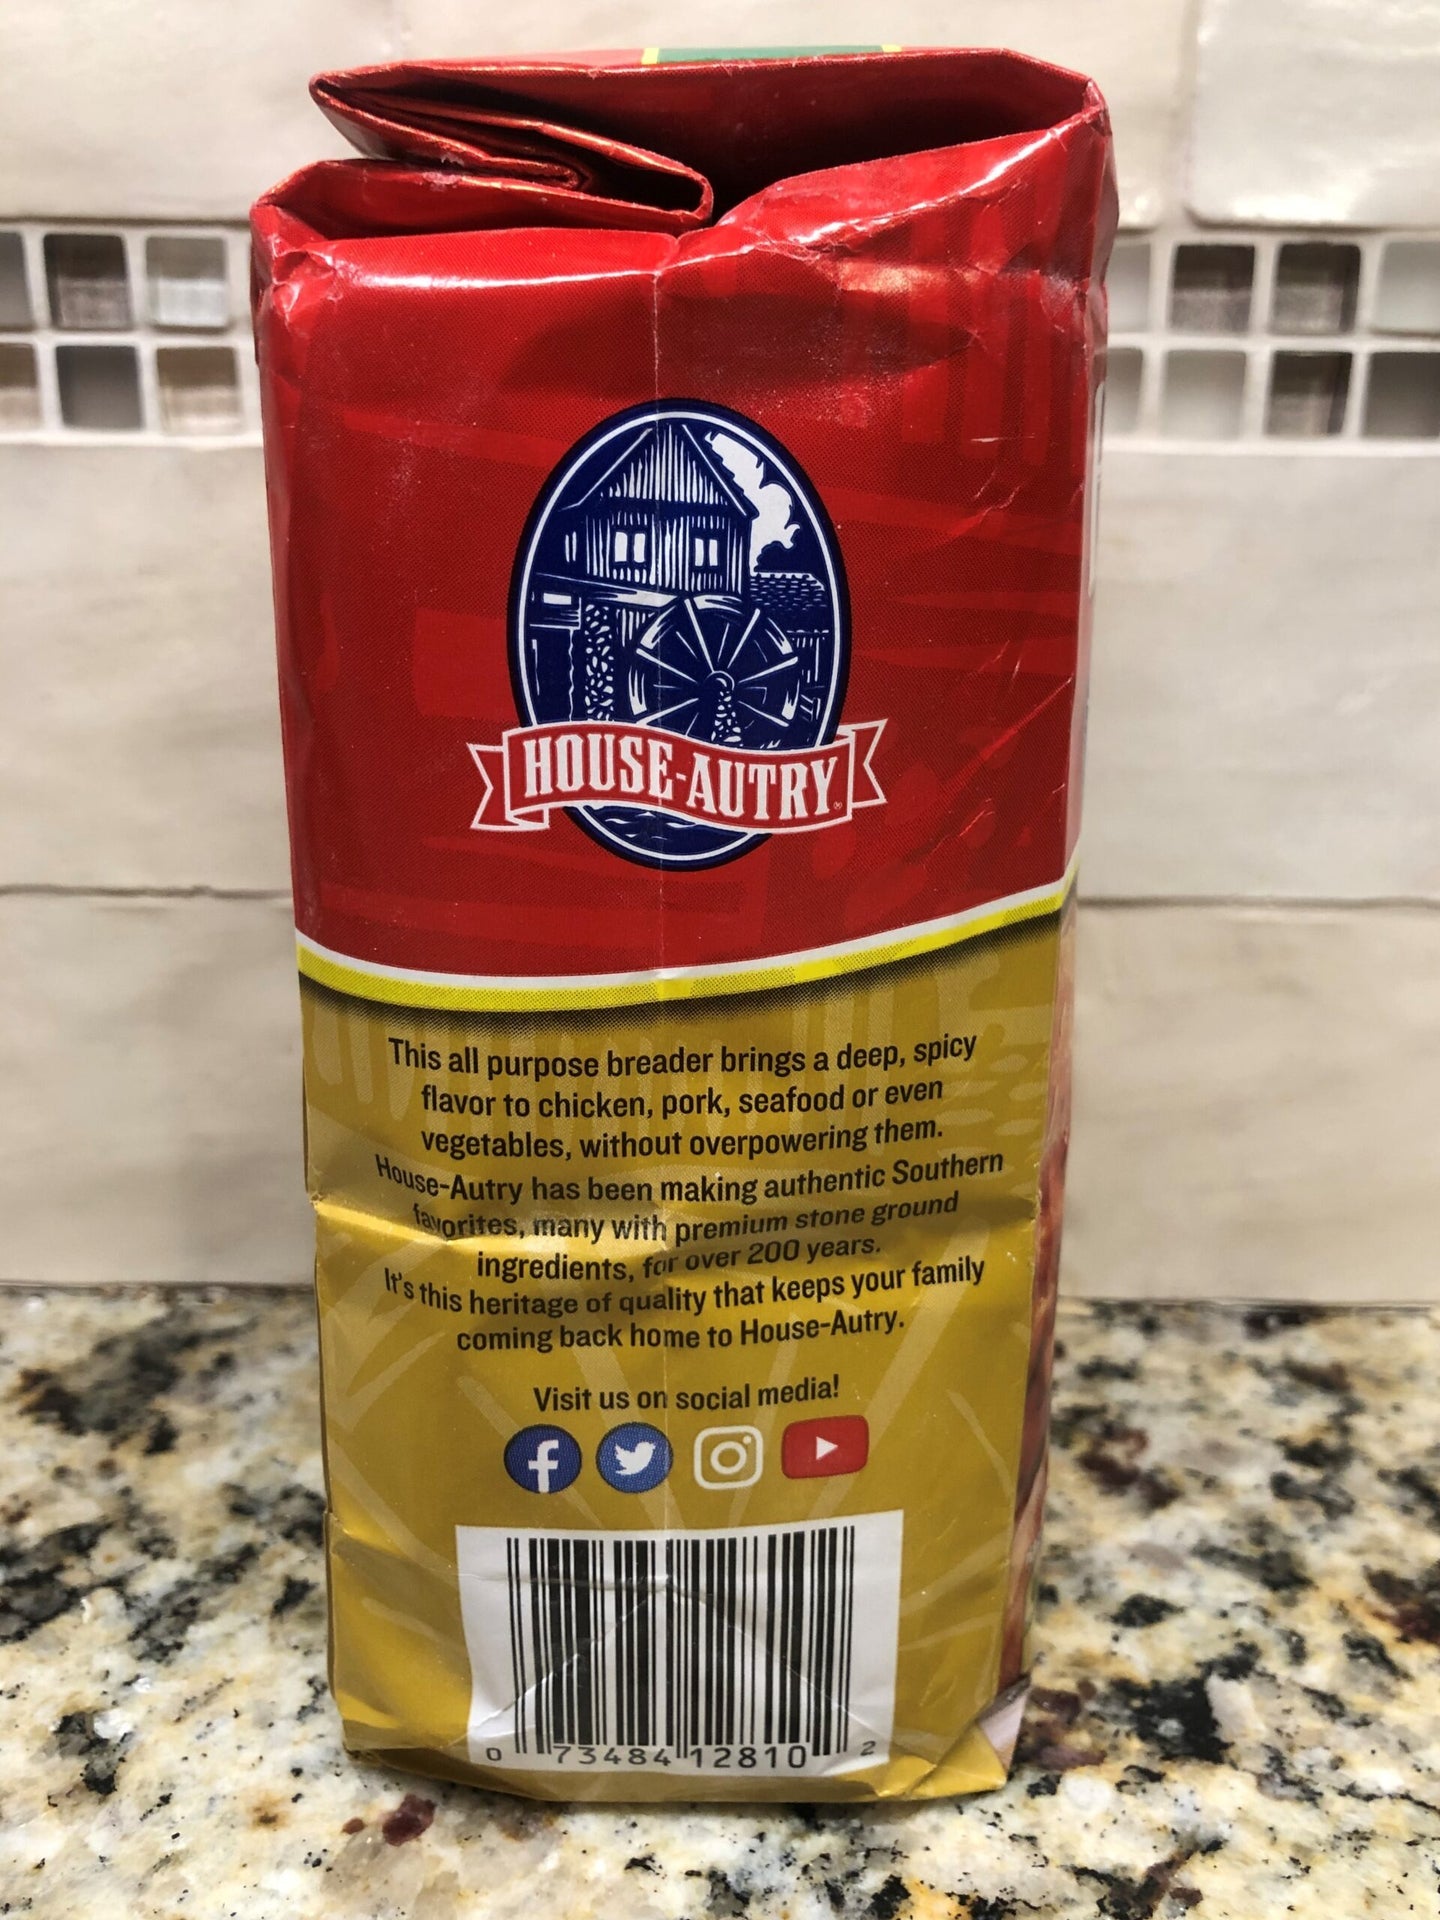 HOUSE-AUTRY
This all purpose breader brings a deep, spicy
flavor to chicken, pork, seafood or even
vegetables, without overpowering them.
House-Autry has been making authentic Southern
favorites, many with premium stone ground
ingredients, for over 200 years.
It's this heritage of quality that keeps your family
coming back home to House-Autry.
Visit us on social media!
0 73484 12810 2